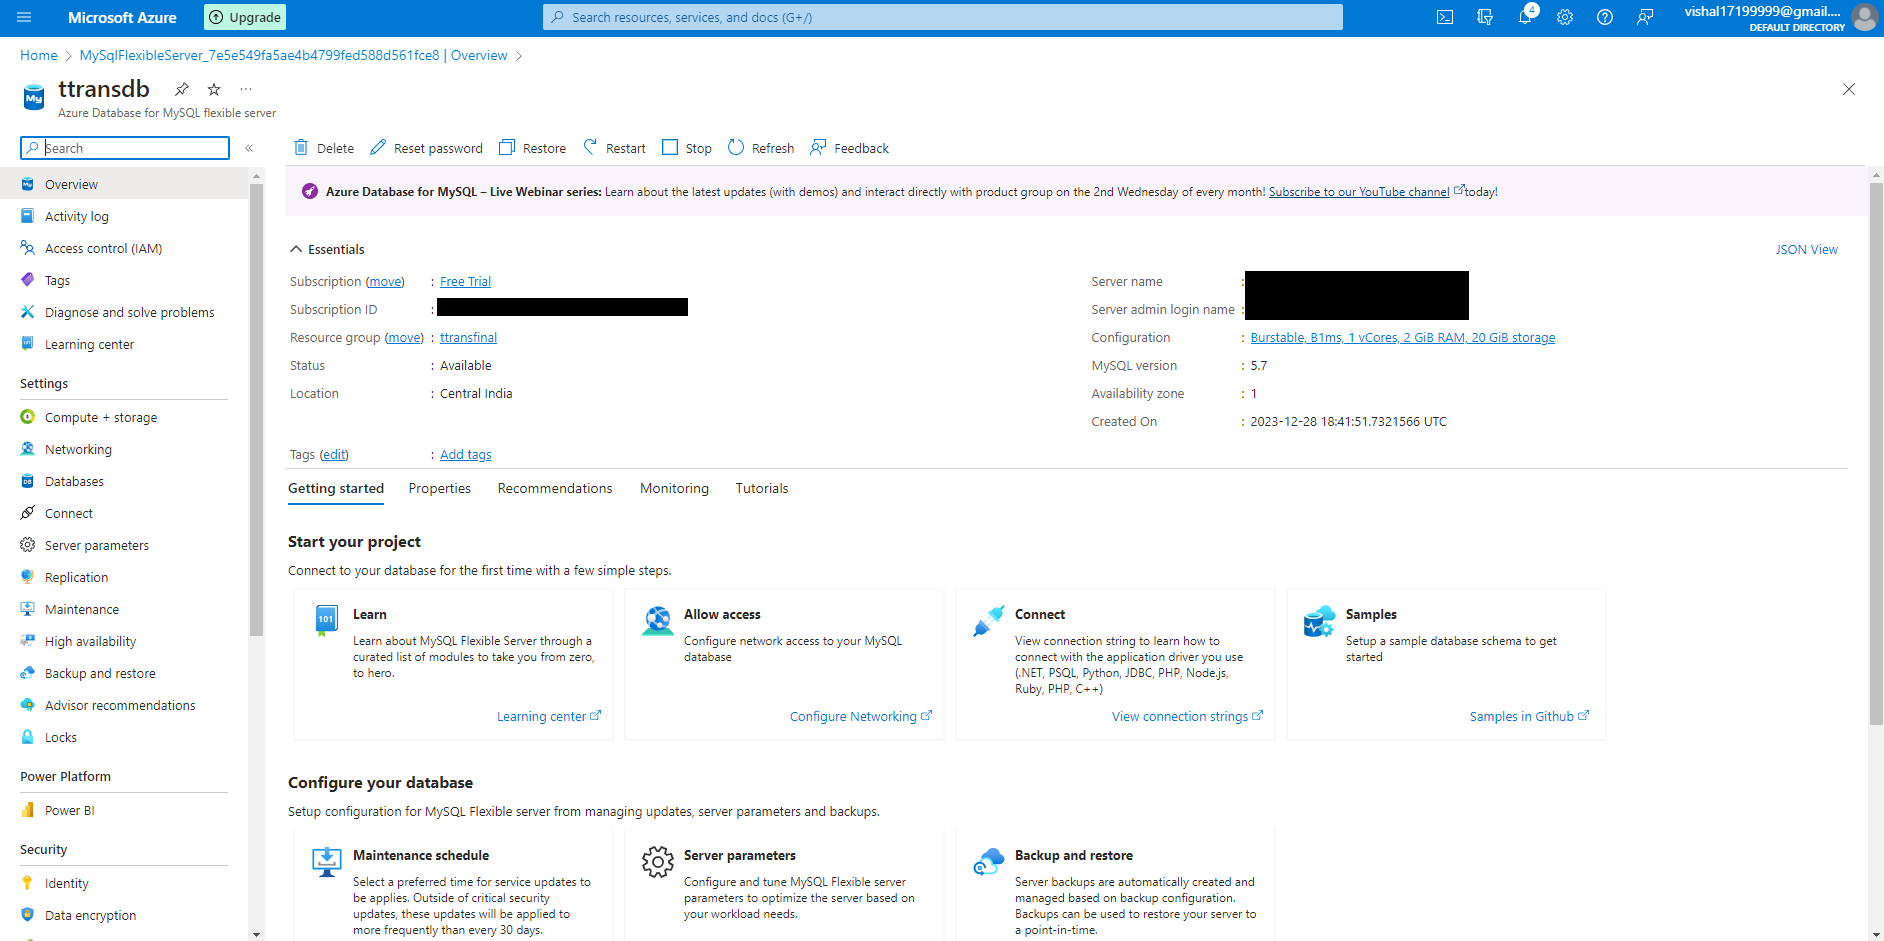 Microsoft Azure
Upgrade
Search resources, services, and docs (G+/)
4
vishal17199999@gmail....
DEFAULT DIRECTORY
Home > MySqlFlexibleServer_7e5e549fa5ae4b4799fed588d561fce8 | Overview >
My
ttransdb
...
Azure Database for MySQL flexible server
Search
«
Delete
Reset password
Restore
Restart
Stop
Refresh
Feedback
Overview
Activity log
Access control (IAM)
Tags
Diagnose and solve problems
Learning center
Settings
Compute + storage
Networking
Databases
Connect
Server parameters
Replication
Maintenance
High availability
Backup and restore
Advisor recommendations
Locks
Power Platform
Power BI
Security
Identity
Data encryption
Azure Database for MySQL – Live Webinar series: Learn about the latest updates (with demos) and interact directly with product group on the 2nd Wednesday of every month! Subscribe to our YouTube channel today!
Essentials
JSON View
Subscription (move) : Free Trial
Subscription ID :
Resource group (move) : ttransfinal
Status : Available
Location : Central India
Server name :
Server admin login name :
Configuration : Burstable, B1ms, 1 vCores, 2 GiB RAM, 20 GiB storage
MySQL version : 5.7
Availability zone : 1
Created On : 2023-12-28 18:41:51.7321566 UTC
Tags (edit) : Add tags
Getting started
Properties
Recommendations
Monitoring
Tutorials
Start your project
Connect to your database for the first time with a few simple steps.
101
Learn
Learn about MySQL Flexible Server through a
curated list of modules to take you from zero,
to hero.
Learning center
Allow access
Configure network access to your MySQL
database
Configure Networking
Connect
View connection string to learn how to
connect with the application driver you use
(.NET, PSQL, Python, JDBC, PHP, Node.js,
Ruby, PHP, C++)
View connection strings
Samples
Setup a sample database schema to get
started
Samples in Github
Configure your database
Setup configuration for MySQL Flexible server from managing updates, server parameters and backups.
Maintenance schedule
Select a preferred time for service updates to
be applies. Outside of critical security
updates, these updates will be applied to
more frequently than every 30 days.
Server parameters
Configure and tune MySQL Flexible server
parameters to optimize the server based on
your workload needs.
Backup and restore
Server backups are automatically created and
managed based on backup configuration.
Backups can be used to restore your server to
a point-in-time.